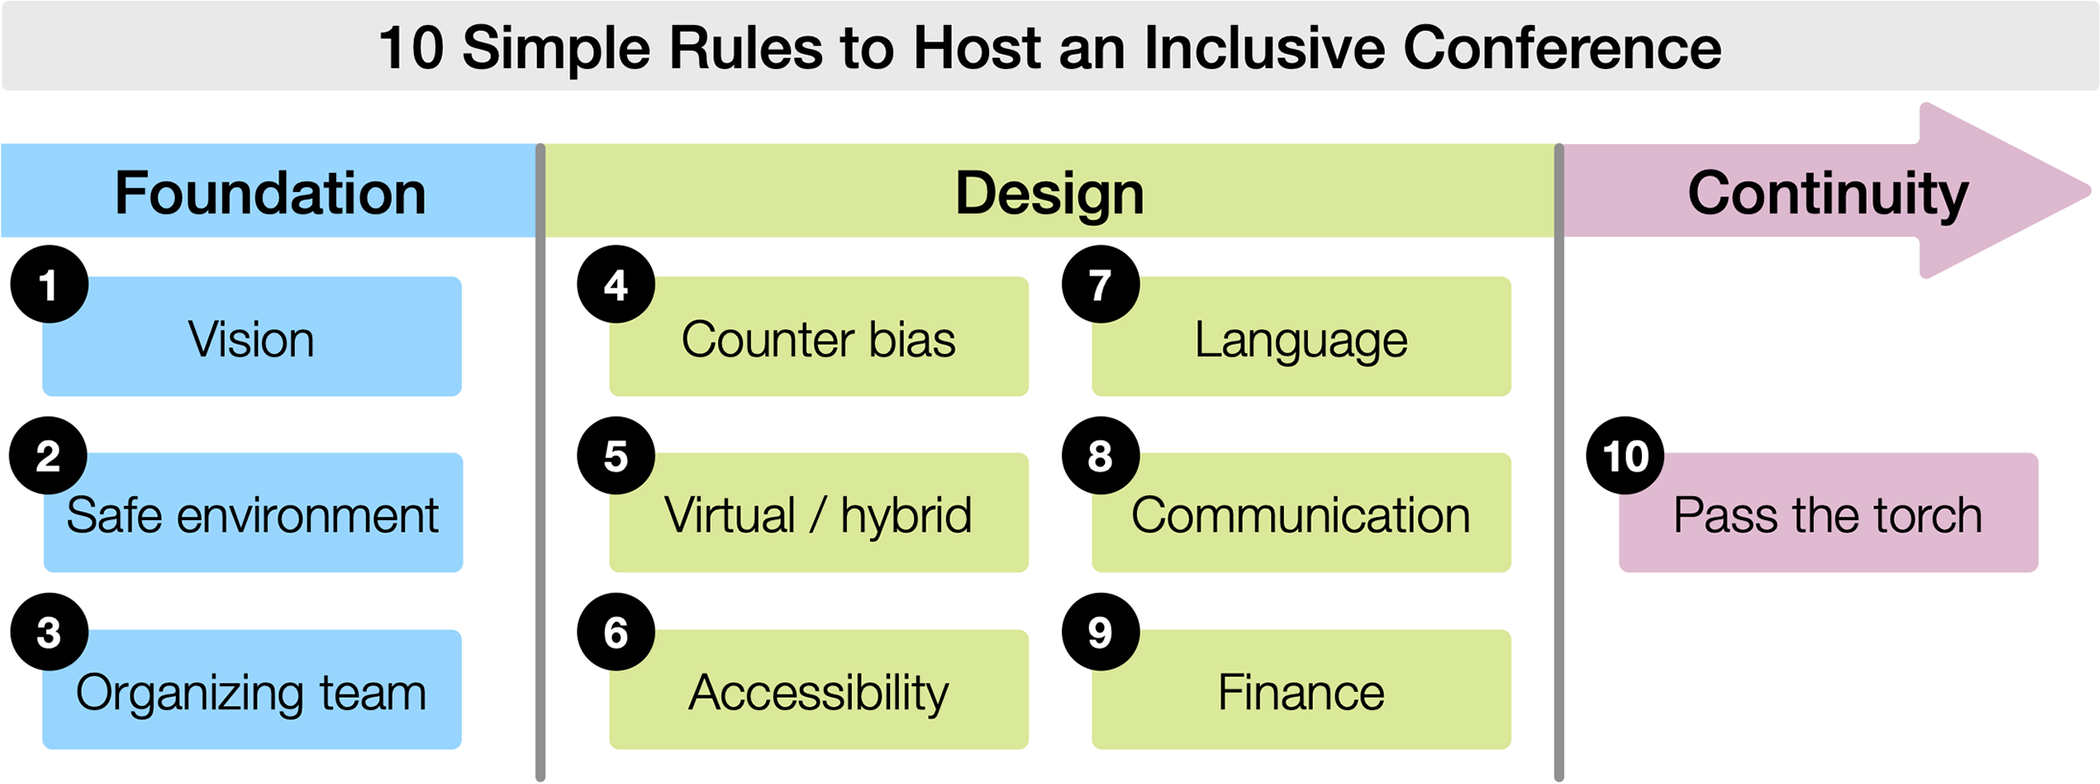 10 Simple Rules to Host an Inclusive Conference
Foundation
1
Vision
2
Safe environment
3
Organizing team
Design
4
Counter bias
5
Virtual / hybrid
6
Accessibility
7
Language
8
Communication
9
Finance
Continuity
10
Pass the torch